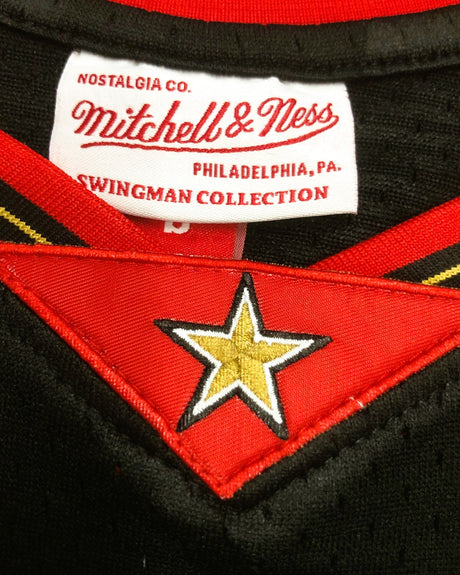 NOSTALGIA CO.
Mitchell & Ness
PHILADELPHIA, PA.
SWINGMAN COLLECTION